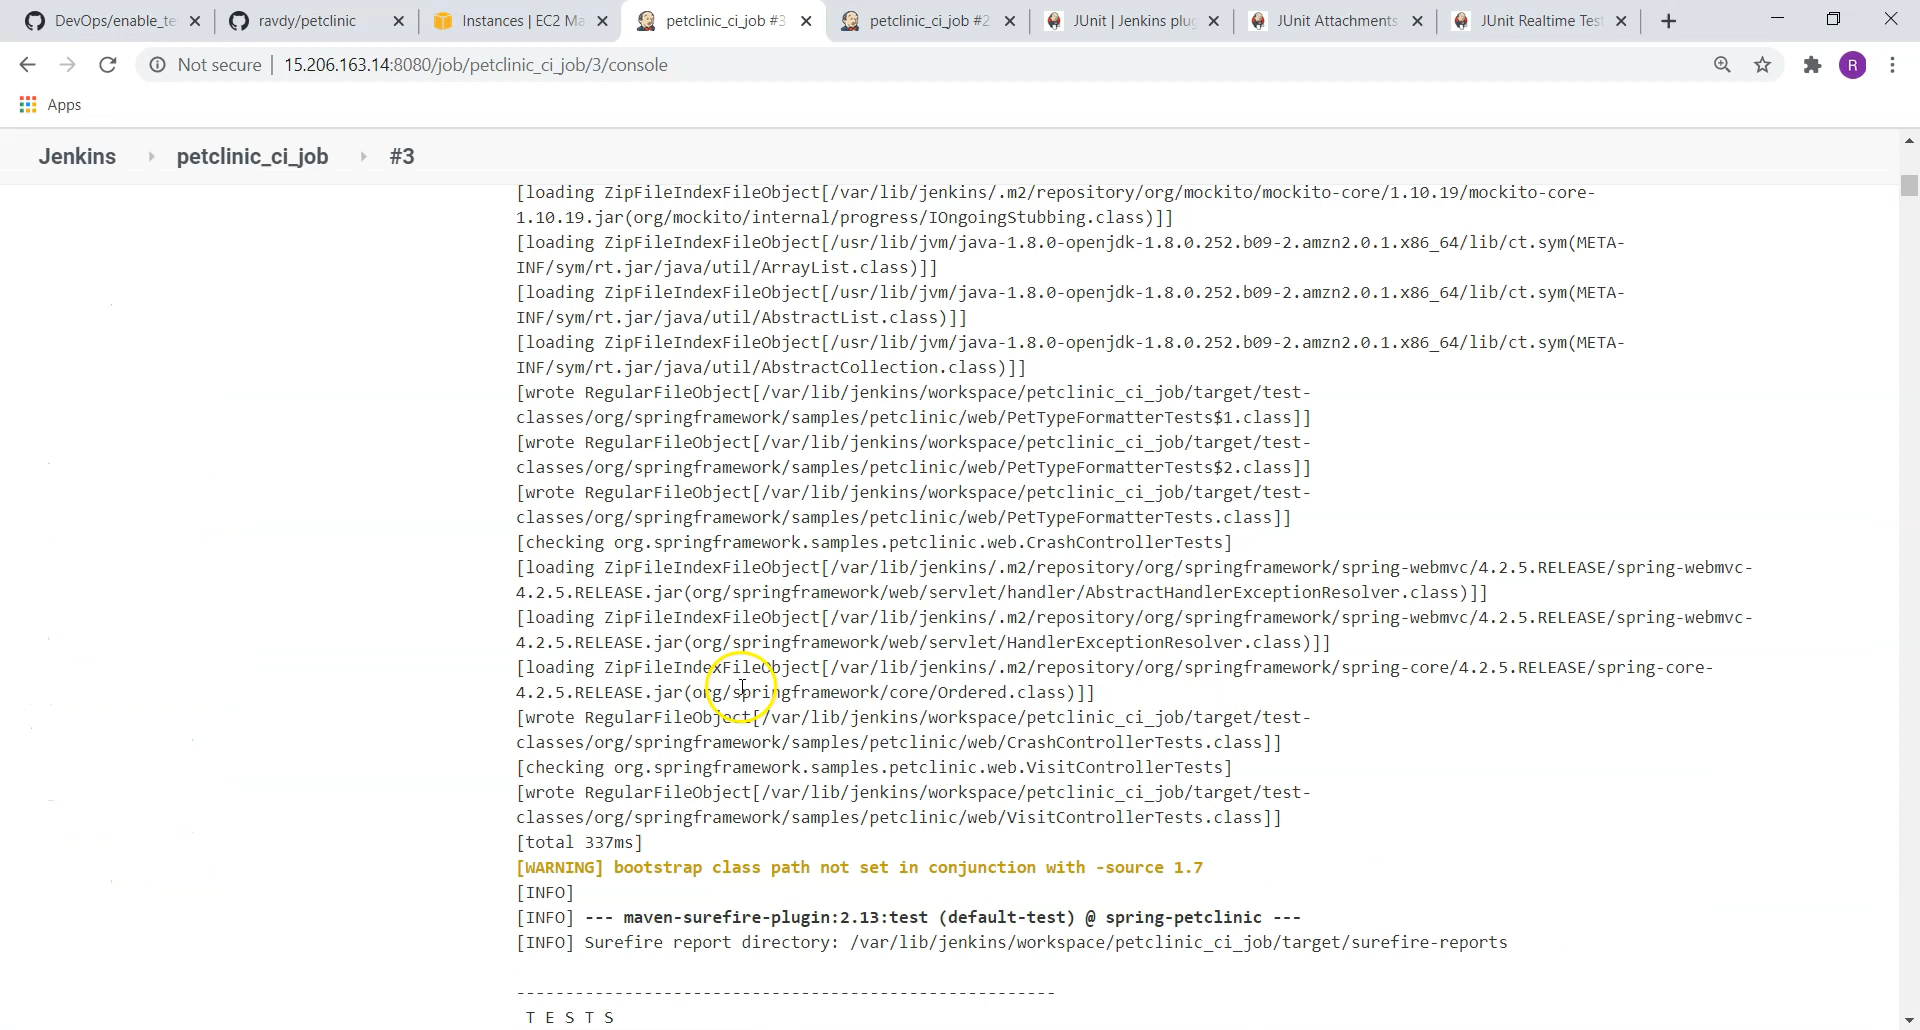 DevOps/enable_te
ravdy/petclinic
Instances | EC2 Ma
petclinic_ci_job #3
petclinic_ci_job #2
JUnit | Jenkins plug
JUnit Attachments
JUnit Realtime Test
Not secure
15.206.163.14:8080/job/petclinic_ci_job/3/console
R
Apps
Jenkins petclinic_ci_job #3
[loading ZipFileIndexFileObject[/var/lib/jenkins/.m2/repository/org/mockito/mockito-core/1.10.19/mockito-core-
1.10.19.jar(org/mockito/internal/progress/IOngoingStubbing.class)]]
[loading ZipFileIndexFileObject[/usr/lib/jvm/java-1.8.0-openjdk-1.8.0.252.b09-2.amzn2.0.1.x86_64/lib/ct.sym(META-
INF/sym/rt.jar/java/util/ArrayList.class)]]
[loading ZipFileIndexFileObject[/usr/lib/jvm/java-1.8.0-openjdk-1.8.0.252.b09-2.amzn2.0.1.x86_64/lib/ct.sym(META-
INF/sym/rt.jar/java/util/AbstractList.class)]]
[loading ZipFileIndexFileObject[/usr/lib/jvm/java-1.8.0-openjdk-1.8.0.252.b09-2.amzn2.0.1.x86_64/lib/ct.sym(META-
INF/sym/rt.jar/java/util/AbstractCollection.class)]]
[wrote RegularFileObject[/var/lib/jenkins/workspace/petclinic_ci_job/target/test-
classes/org/springframework/samples/petclinic/web/PetTypeFormatterTests$1.class]]
[wrote RegularFileObject[/var/lib/jenkins/workspace/petclinic_ci_job/target/test-
classes/org/springframework/samples/petclinic/web/PetTypeFormatterTests$2.class]]
[wrote RegularFileObject[/var/lib/jenkins/workspace/petclinic_ci_job/target/test-
classes/org/springframework/samples/petclinic/web/PetTypeFormatterTests.class]]
[checking org.springframework.samples.petclinic.web.CrashControllerTests]
[loading ZipFileIndexFileObject[/var/lib/jenkins/.m2/repository/org/springframework/spring-webmvc/4.2.5.RELEASE/spring-webmvc-
4.2.5.RELEASE.jar(org/springframework/web/servlet/handler/AbstractHandlerExceptionResolver.class)]]
[loading ZipFileIndexFileObject[/var/lib/jenkins/.m2/repository/org/springframework/spring-webmvc/4.2.5.RELEASE/spring-webmvc-
4.2.5.RELEASE.jar(org/springframework/web/servlet/HandlerExceptionResolver.class)]]
[loading ZipFileIndexFileObject[/var/lib/jenkins/.m2/repository/org/springframework/spring-core/4.2.5.RELEASE/spring-core-
4.2.5.RELEASE.jar(org/springframework/core/Ordered.class)]]
[wrote RegularFileObject[/var/lib/jenkins/workspace/petclinic_ci_job/target/test-
classes/org/springframework/samples/petclinic/web/CrashControllerTests.class]]
[checking org.springframework.samples.petclinic.web.VisitControllerTests]
[wrote RegularFileObject[/var/lib/jenkins/workspace/petclinic_ci_job/target/test-
classes/org/springframework/samples/petclinic/web/VisitControllerTests.class]]
[total 337ms]
[WARNING] bootstrap class path not set in conjunction with -source 1.7
[INFO]
[INFO] --- maven-surefire-plugin:2.13:test (default-test) @ spring-petclinic ---
[INFO] Surefire report directory: /var/lib/jenkins/workspace/petclinic_ci_job/target/surefire-reports
-------------------------------------------------------
T E S T S